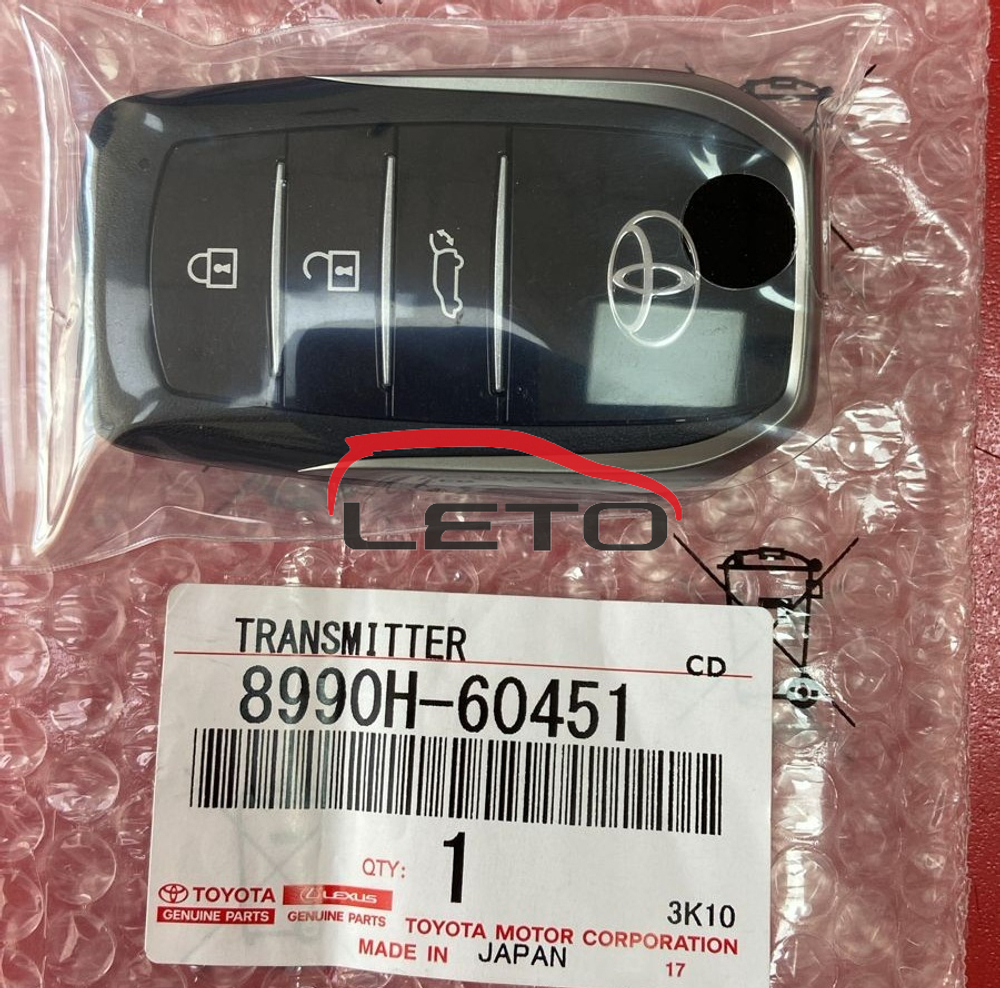 LETO
TRANSMITTER
CD
8990H-60451
QTY: 1
TOYOTA LEXUS
GENUINE PARTS GENUINE PARTS
3K10
TOYOTA MOTOR CORPORATION
MADE IN JAPAN 17